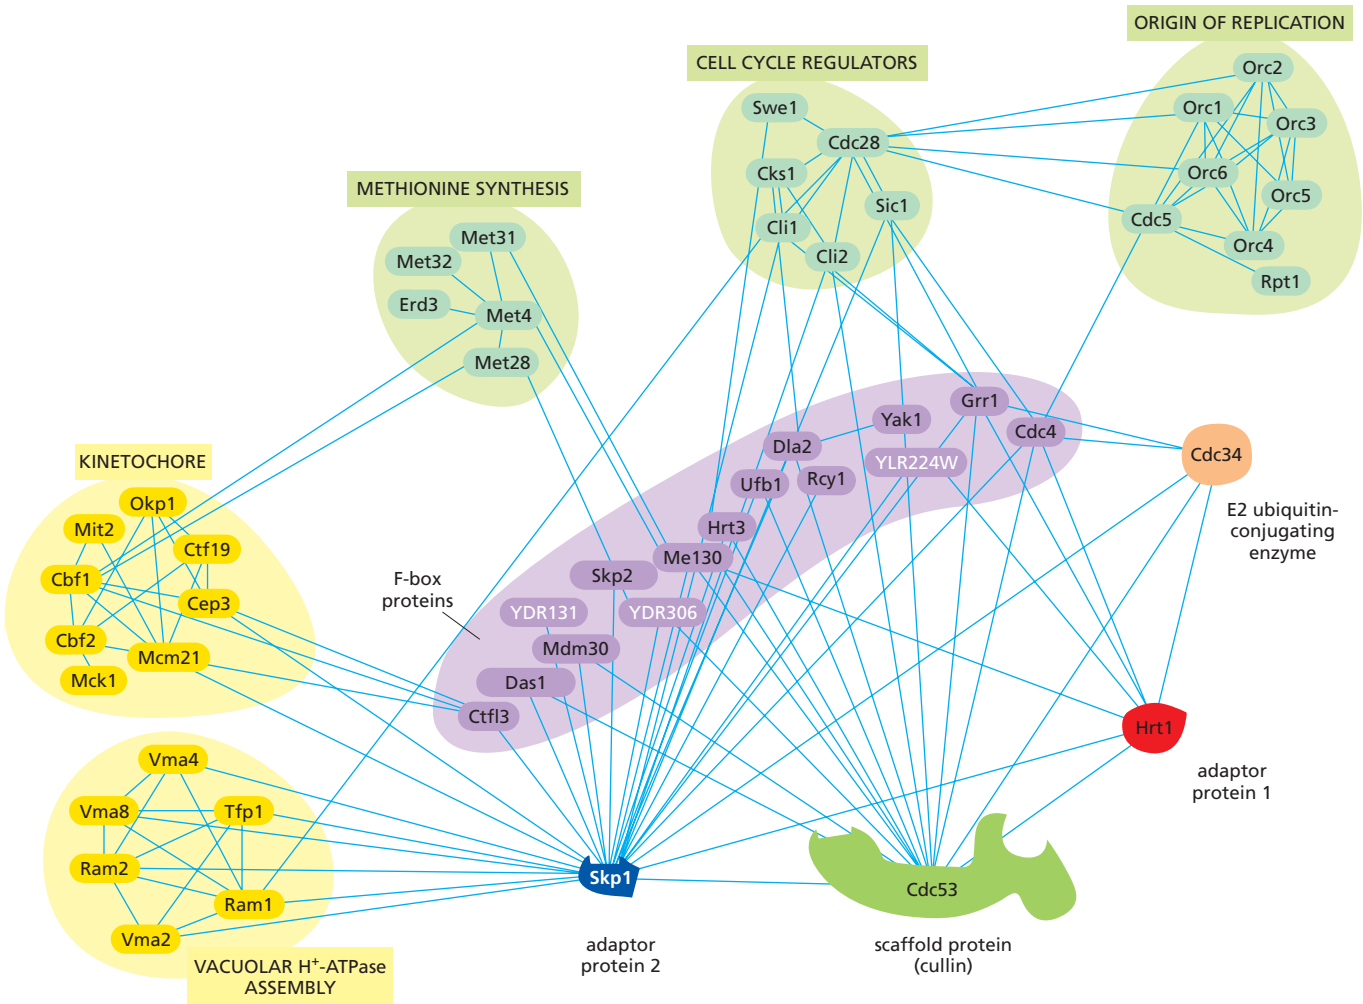 ORIGIN OF REPLICATION
Orc2
Orc1
Orc3
Orc6
Orc5
Cdc5
Orc4
Rpt1
CELL CYCLE REGULATORS
Swe1
Cdc28
Cks1
Sic1
Cli1
Cli2
METHIONINE SYNTHESIS
Met31
Met32
Erd3
Met4
Met28
KINETOCHORE
Okp1
Mit2
Ctf19
Cbf1
Cep3
Cbf2
Mcm21
Mck1
F-box
proteins
Grr1
Yak1
Cdc4
Dla2
YLR224W
Ufb1
Rcy1
Hrt3
Me130
Skp2
YDR131
YDR306
Mdm30
Das1
Ctfl3
Cdc34
E2 ubiquitin-
conjugating
enzyme
Hrt1
adaptor
protein 1
Vma4
Vma8
Tfp1
Ram2
Ram1
Vma2
VACUOLAR H⁺-ATPase
ASSEMBLY
Skp1
adaptor
protein 2
Cdc53
scaffold protein
(cullin)